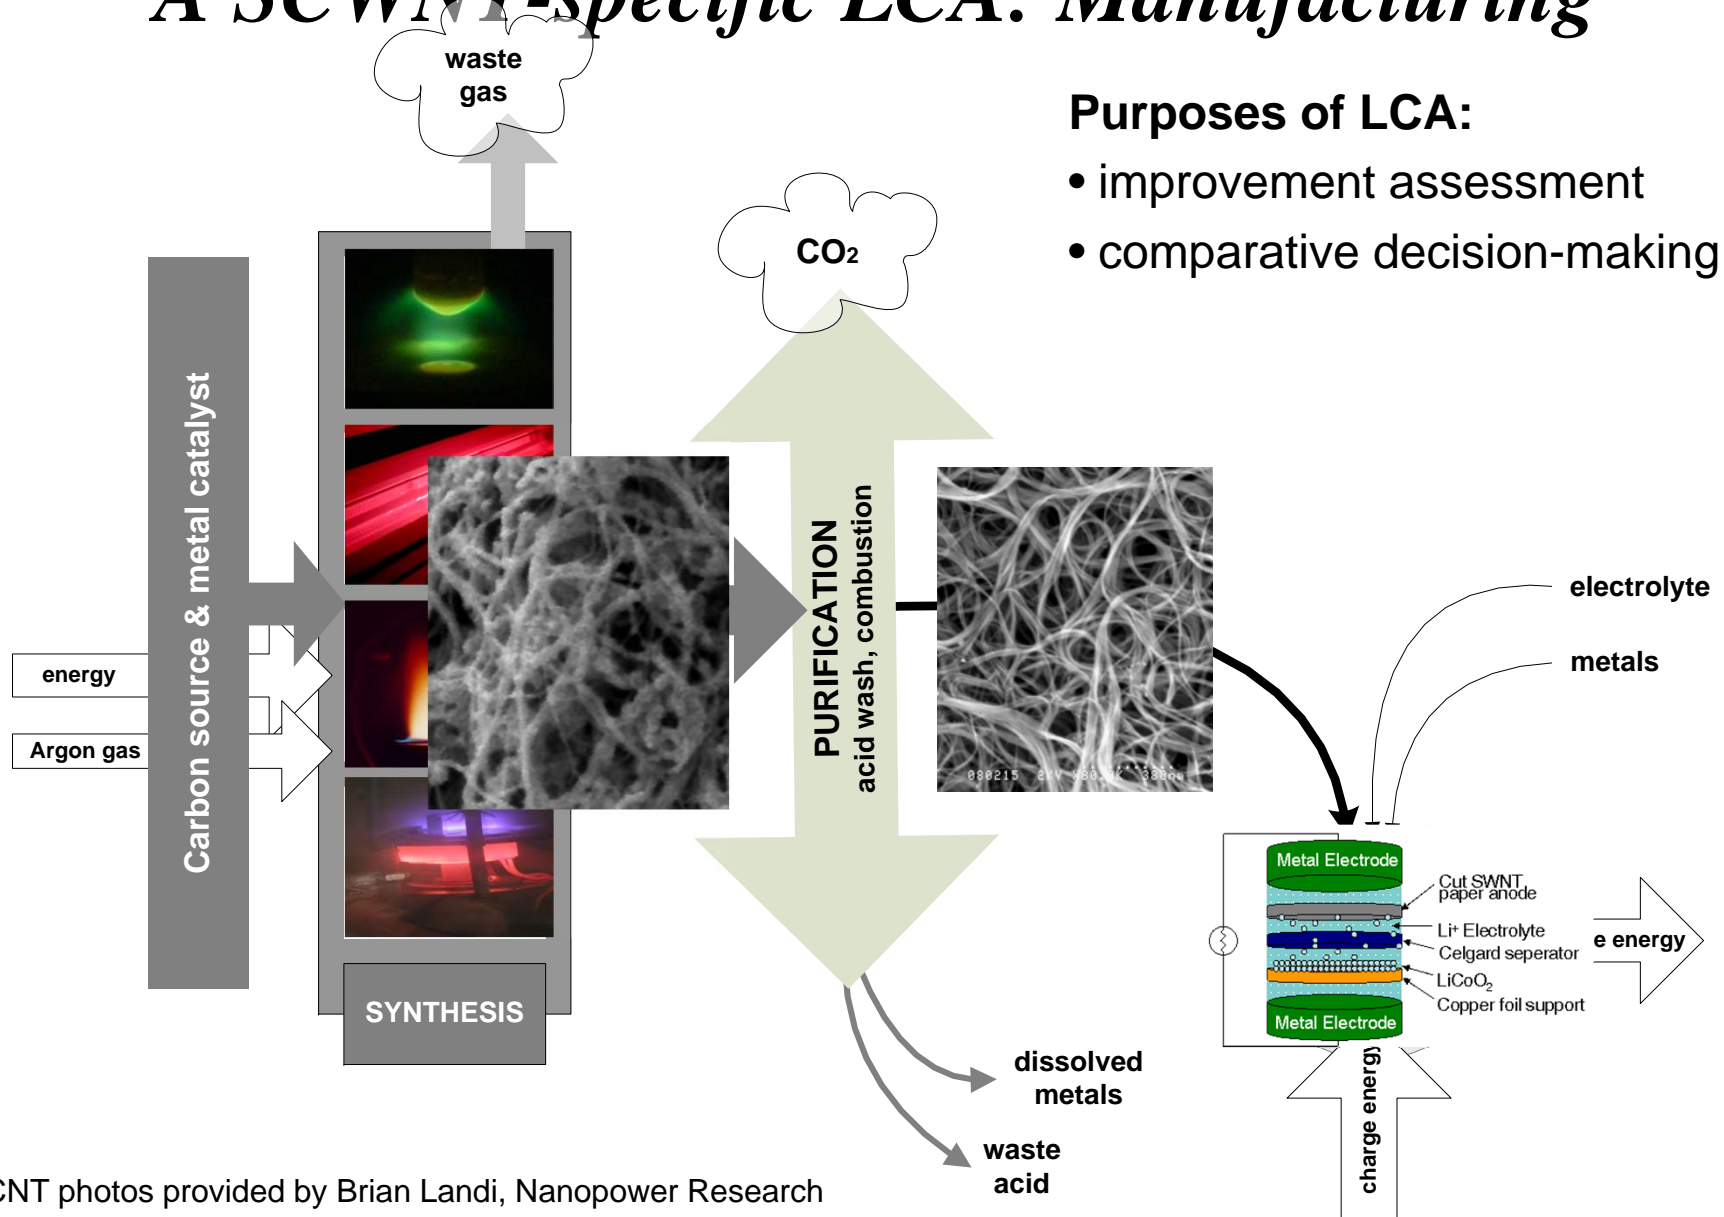 A SCWNT-specific LCA: Manufacturing
waste
gas
Purposes of LCA:
• improvement assessment
• comparative decision-making
CO2
Carbon source & metal catalyst
energy
Argon gas
SYNTHESIS
PURIFICATION
acid wash, combustion
electrolyte
metals
Metal Electrode
Cut SWNT
paper anode
Li+ Electrolyte
Celgard seperator
LiCoO2
Copper foil support
Metal Electrode
e energy
charge energy
dissolved
metals
waste
acid
CNT photos provided by Brian Landi, Nanopower Research